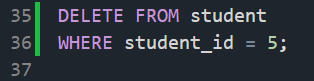 35 DELETE FROM student
36 WHERE student_id = 5;
37